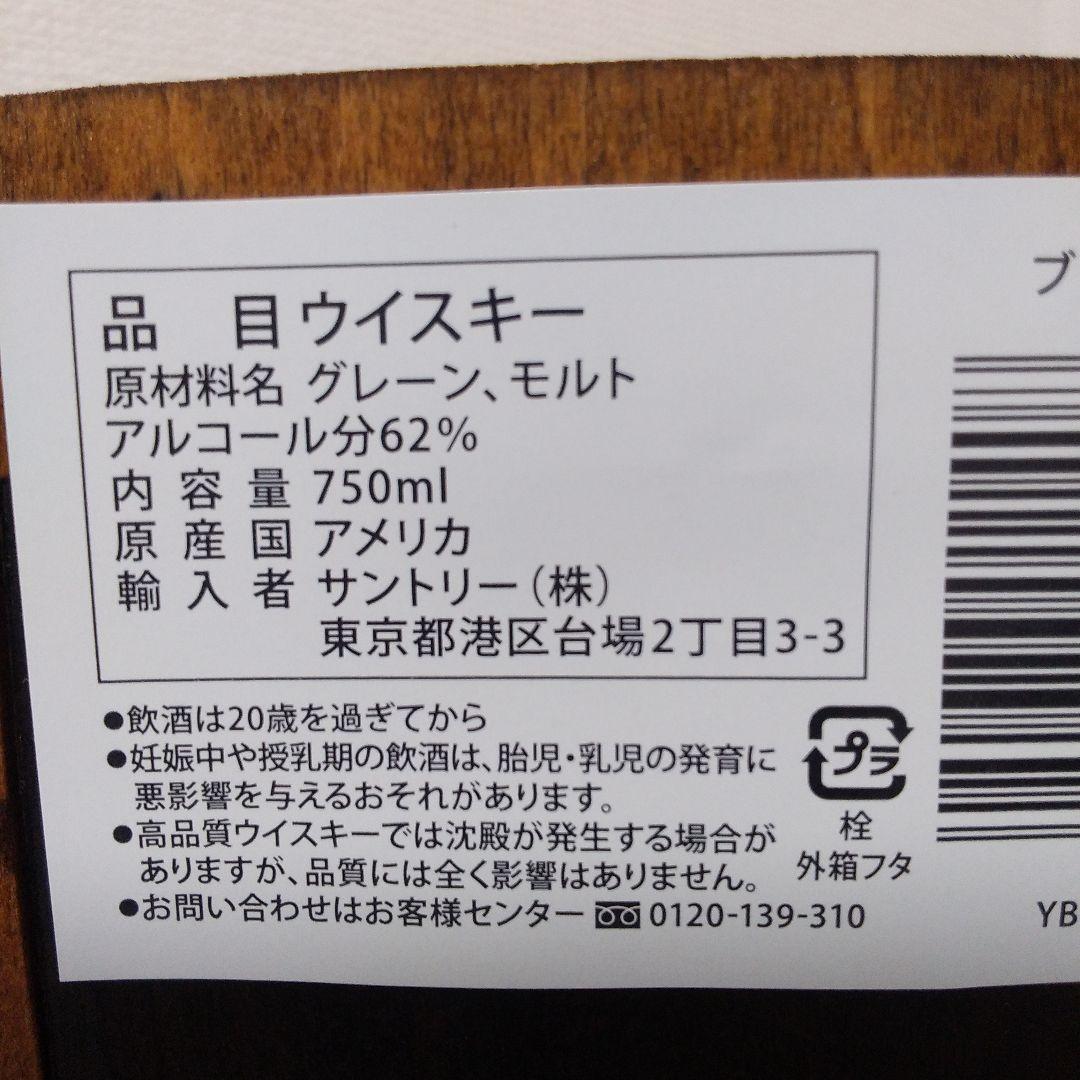 品 目 ウイスキー
原材料名 グレーン、モルト
アルコール分62%
内容量 750ml
原産国 アメリカ
輸入者 サントリー(株)
東京都港区台場2丁目3-3
●飲酒は20歳を過ぎてから
●妊娠中や授乳期の飲酒は、胎児・乳児の発育に
悪影響を与えるおそれがあります。
●高品質ウイスキーでは沈殿が発生する場合が
ありますが、品質には全く影響はありません。
●お問い合わせはお客様センター 0120-139-310
プラ
栓
外箱フタ
ブ
YB